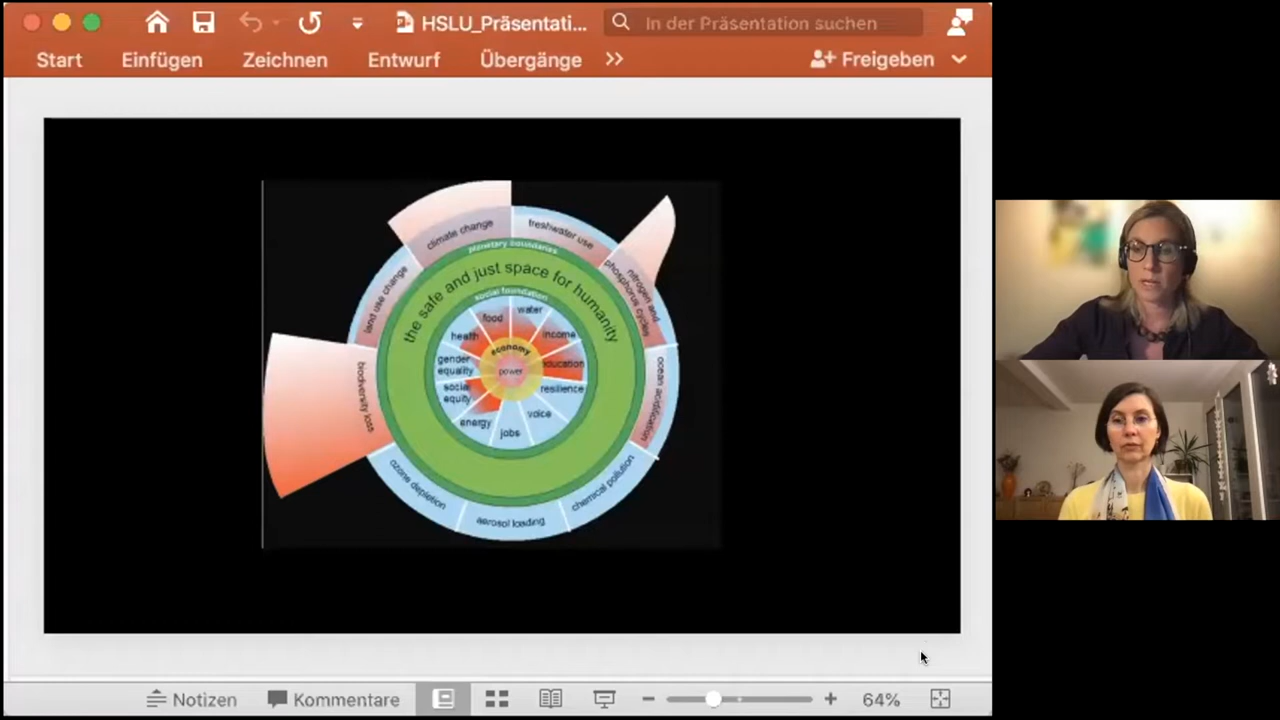 HSLU_Präsentati...
In der Präsentation suchen
Start
Einfügen
Zeichnen
Entwurf
Übergänge
>>
Freigeben
climate change
freshwater use
nitrogen and
phosphorus cycles
ocean acidification
chemical pollution
aerosol loading
ozone depletion
biodiversity loss
land use change
planetary boundaries
the safe and just space for humanity
social foundation
water
income
education
resilience
voice
jobs
energy
social
equity
gender
equality
health
food
economy
power
Notizen
Kommentare
64%